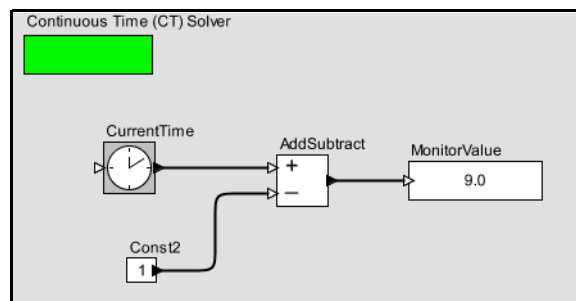 Continuous Time (CT) Solver
CurrentTime
AddSubtract
+
–
MonitorValue
9.0
Const2
1